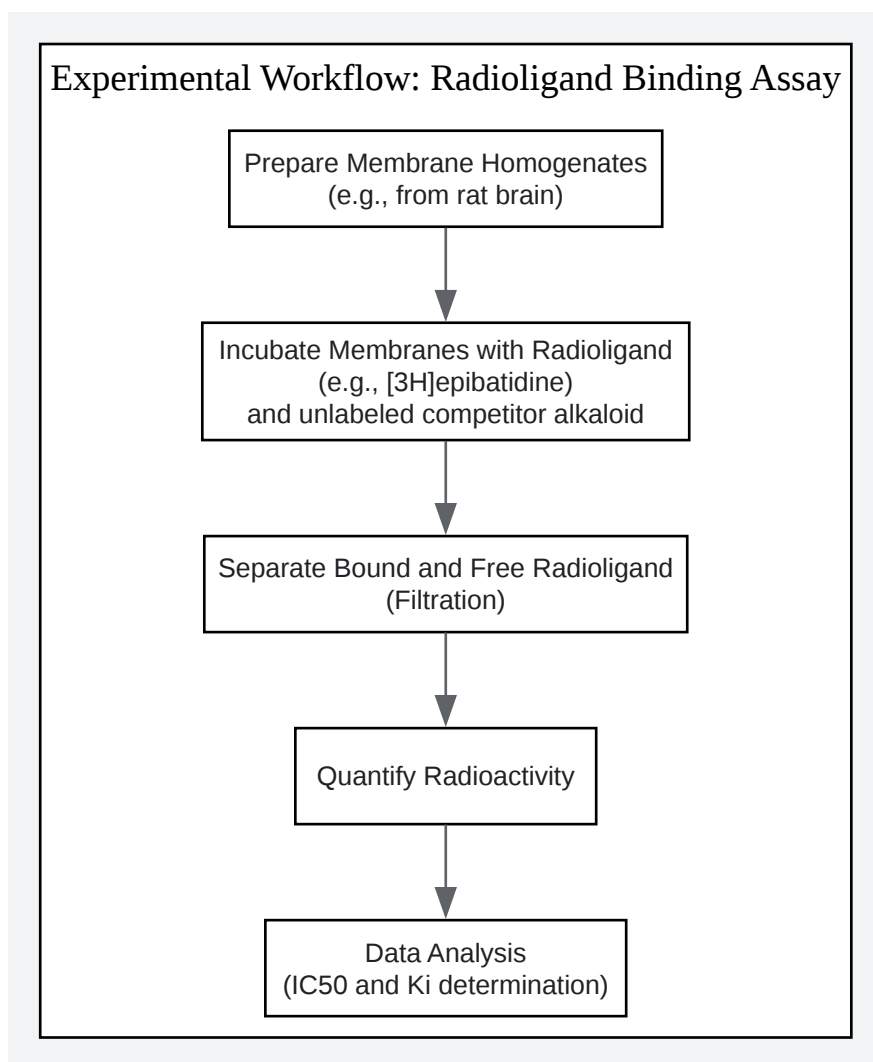 Experimental Workflow: Radioligand Binding Assay
Prepare Membrane Homogenates
(e.g., from rat brain)
Incubate Membranes with Radioligand
(e.g., [3H]epibatidine)
and unlabeled competitor alkaloid
Separate Bound and Free Radioligand
(Filtration)
Quantify Radioactivity
Data Analysis
(IC50 and Ki determination)